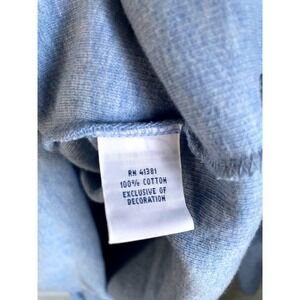 RN 41381
100% COTTON
EXCLUSIVE OF
DECORATION